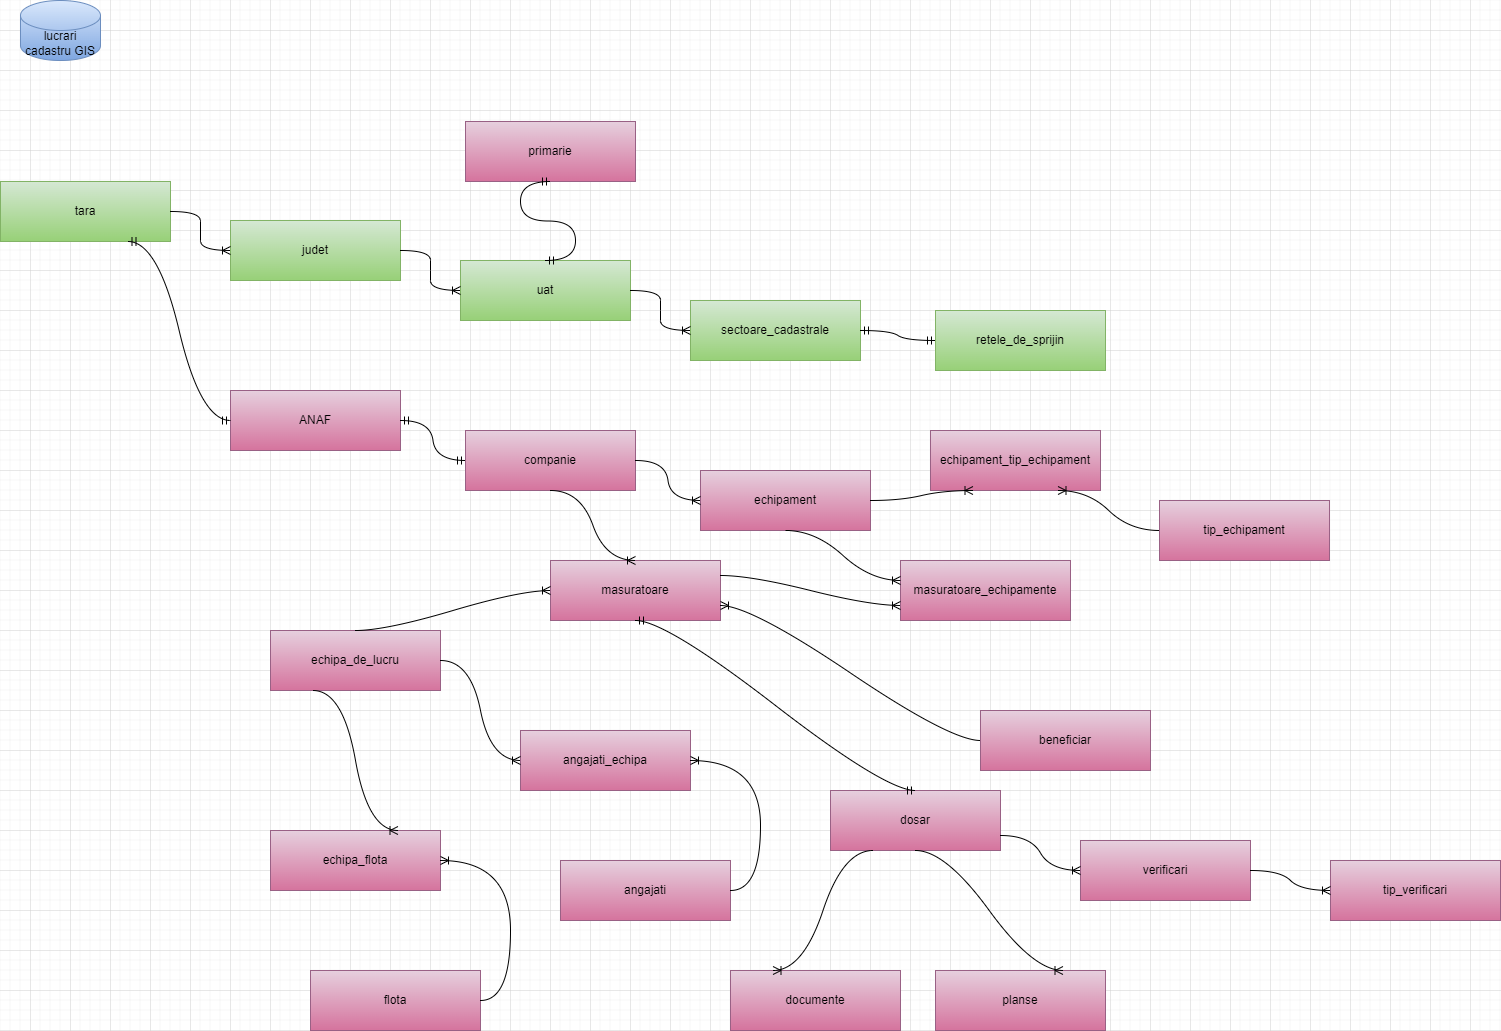 lucrari
cadastru GIS
primarie
tara
judet
uat
sectoare_cadastrale
retele_de_sprijin
ANAF
companie
echipament_tip_echipament
echipament
tip_echipament
masuratoare
masuratoare_echipamente
echipa_de_lucru
beneficiar
angajati_echipa
dosar
echipa_flota
verificari
angajati
tip_verificari
flota
documente
planse